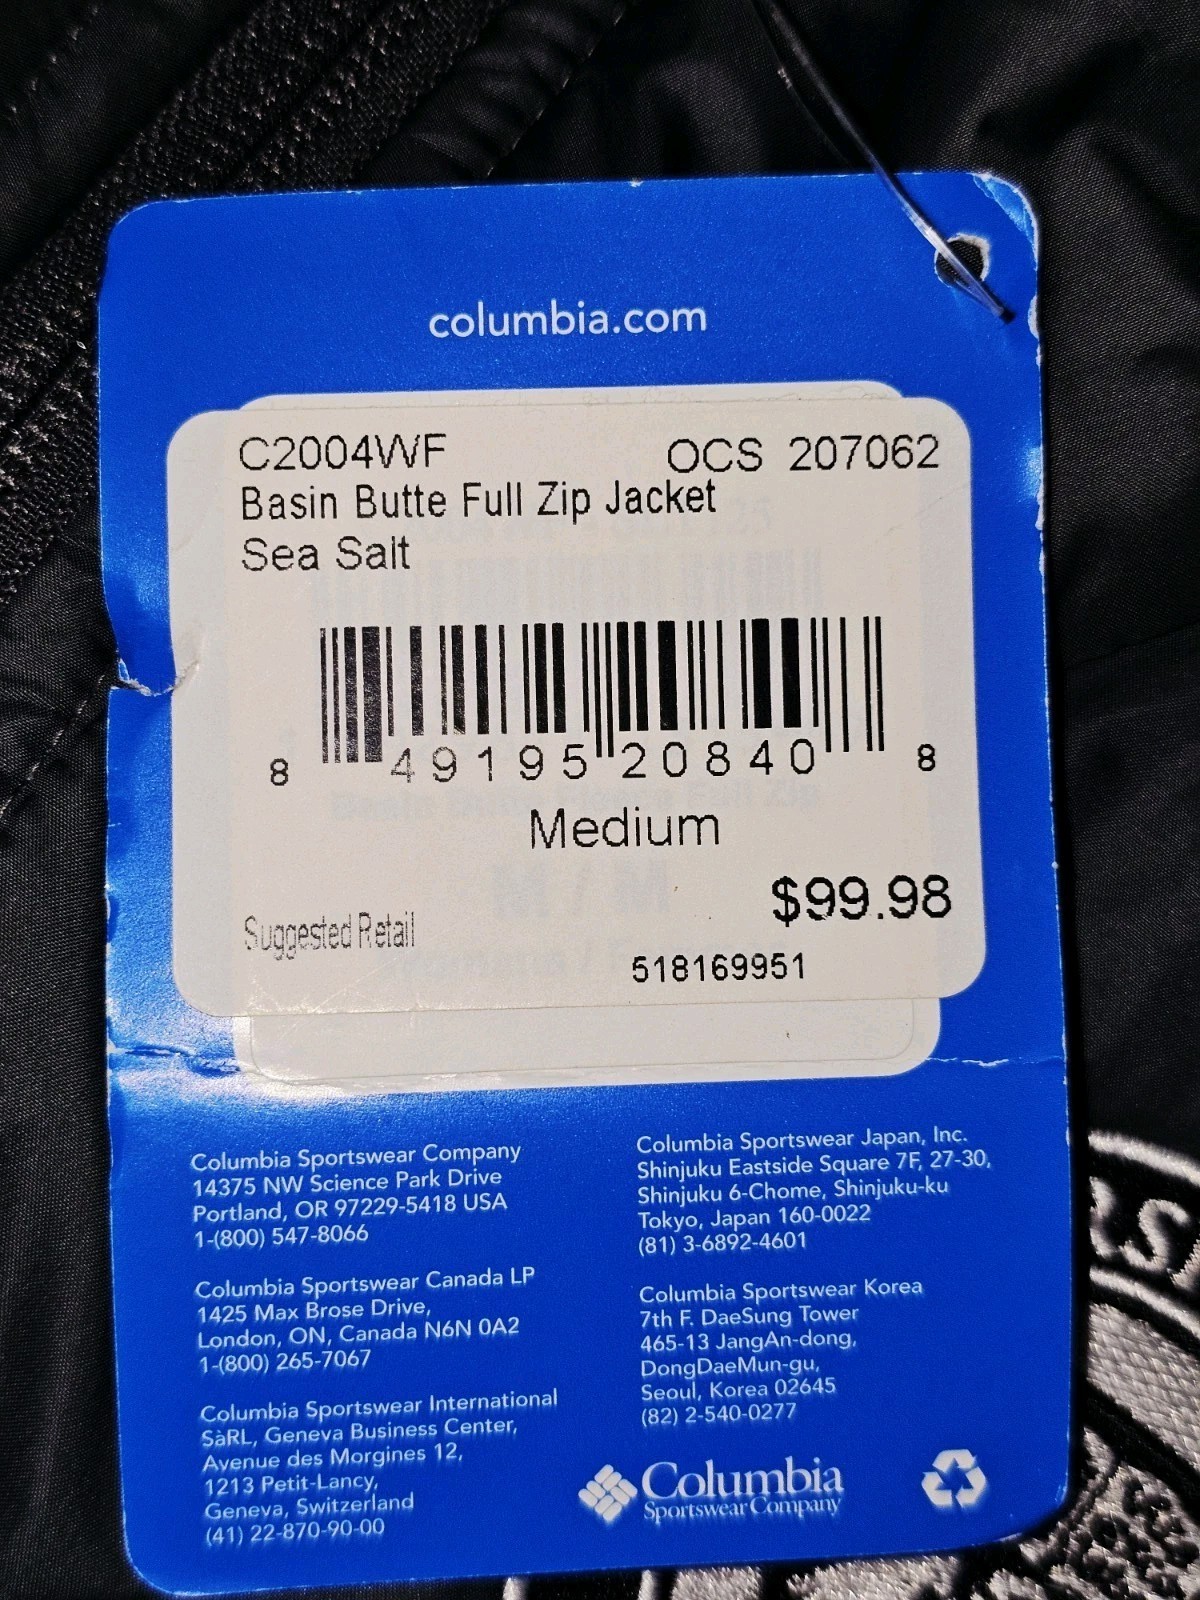 columbia.com
C2004WF OCS 207062
Basin Butte Full Zip Jacket
Sea Salt
8 49195 20840 8
Medium
$99.98
Suggested Retail
518169951
Columbia Sportswear Company
14375 NW Science Park Drive
Portland, OR 97229-5418 USA
1-(800) 547-8066
Columbia Sportswear Canada LP
1425 Max Brose Drive,
London, ON, Canada N6N 0A2
1-(800) 265-7067
Columbia Sportswear International
SàRL, Geneva Business Center,
Avenue des Morgines 12,
1213 Petit-Lancy,
Geneva, Switzerland
(41) 22-870-90-00
Columbia Sportswear Japan, Inc.
Shinjuku Eastside Square 7F, 27-30,
Shinjuku 6-Chome, Shinjuku-ku
Tokyo, Japan 160-0022
(81) 3-6892-4601
Columbia Sportswear Korea
7th F. DaeSung Tower
465-13 JangAn-dong,
DongDaeMun-gu,
Seoul, Korea 02645
(82) 2-540-0277
Columbia
Sportswear Company